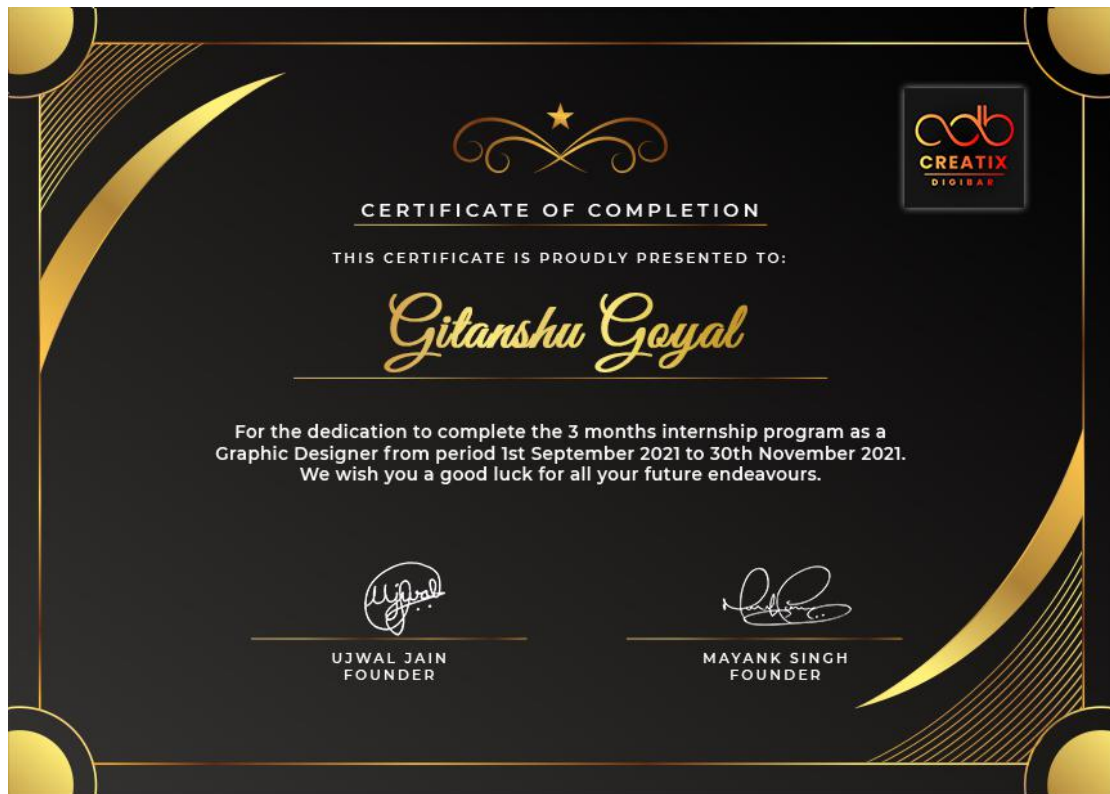 cdb
CREATIX
DIGIBAR
CERTIFICATE OF COMPLETION
THIS CERTIFICATE IS PROUDLY PRESENTED TO:
Gitanshu Goyal
For the dedication to complete the 3 months internship program as a
Graphic Designer from period 1st September 2021 to 30th November 2021.
We wish you a good luck for all your future endeavours.
Ujwal
UJWAL JAIN
FOUNDER
MAYANK SINGH
FOUNDER